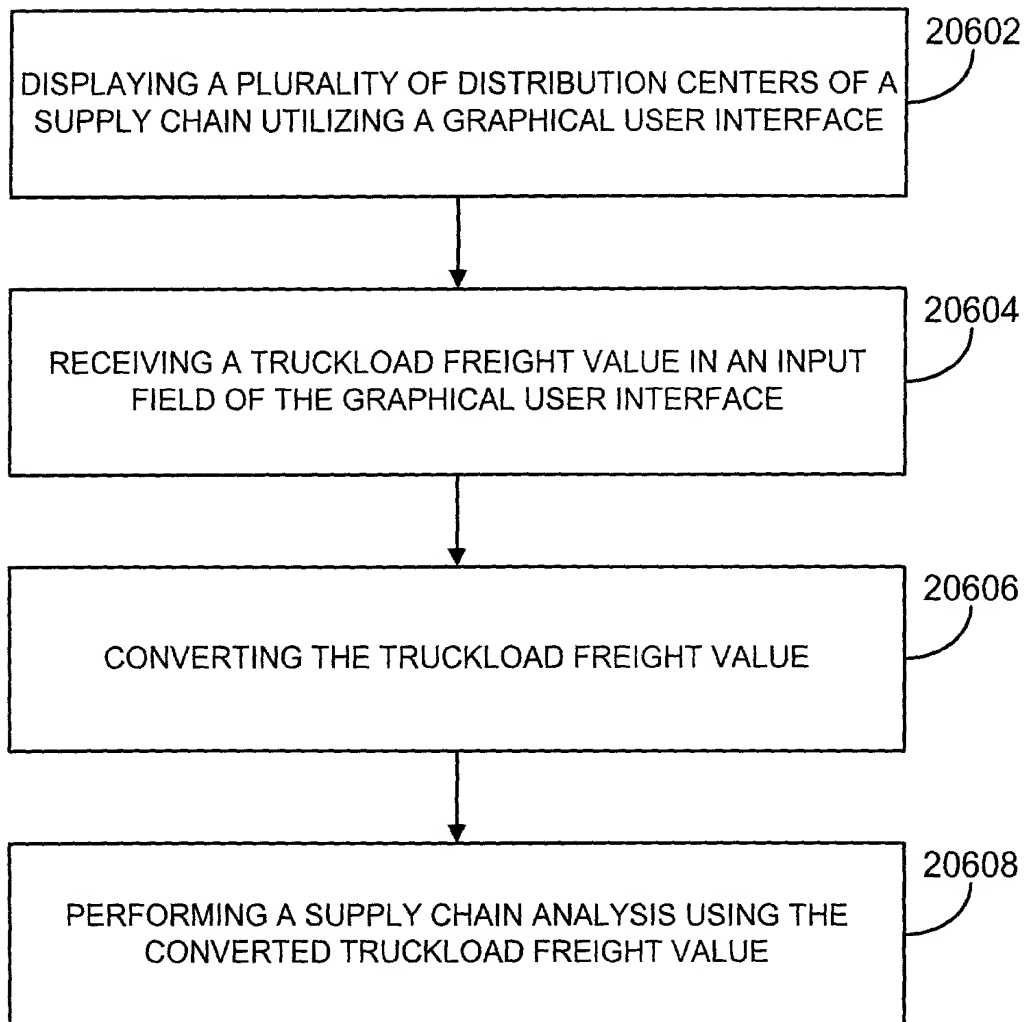 20602
DISPLAYING A PLURALITY OF DISTRIBUTION CENTERS OF A
SUPPLY CHAIN UTILIZING A GRAPHICAL USER INTERFACE
20604
RECEIVING A TRUCKLOAD FREIGHT VALUE IN AN INPUT
FIELD OF THE GRAPHICAL USER INTERFACE
20606
CONVERTING THE TRUCKLOAD FREIGHT VALUE
20608
PERFORMING A SUPPLY CHAIN ANALYSIS USING THE
CONVERTED TRUCKLOAD FREIGHT VALUE